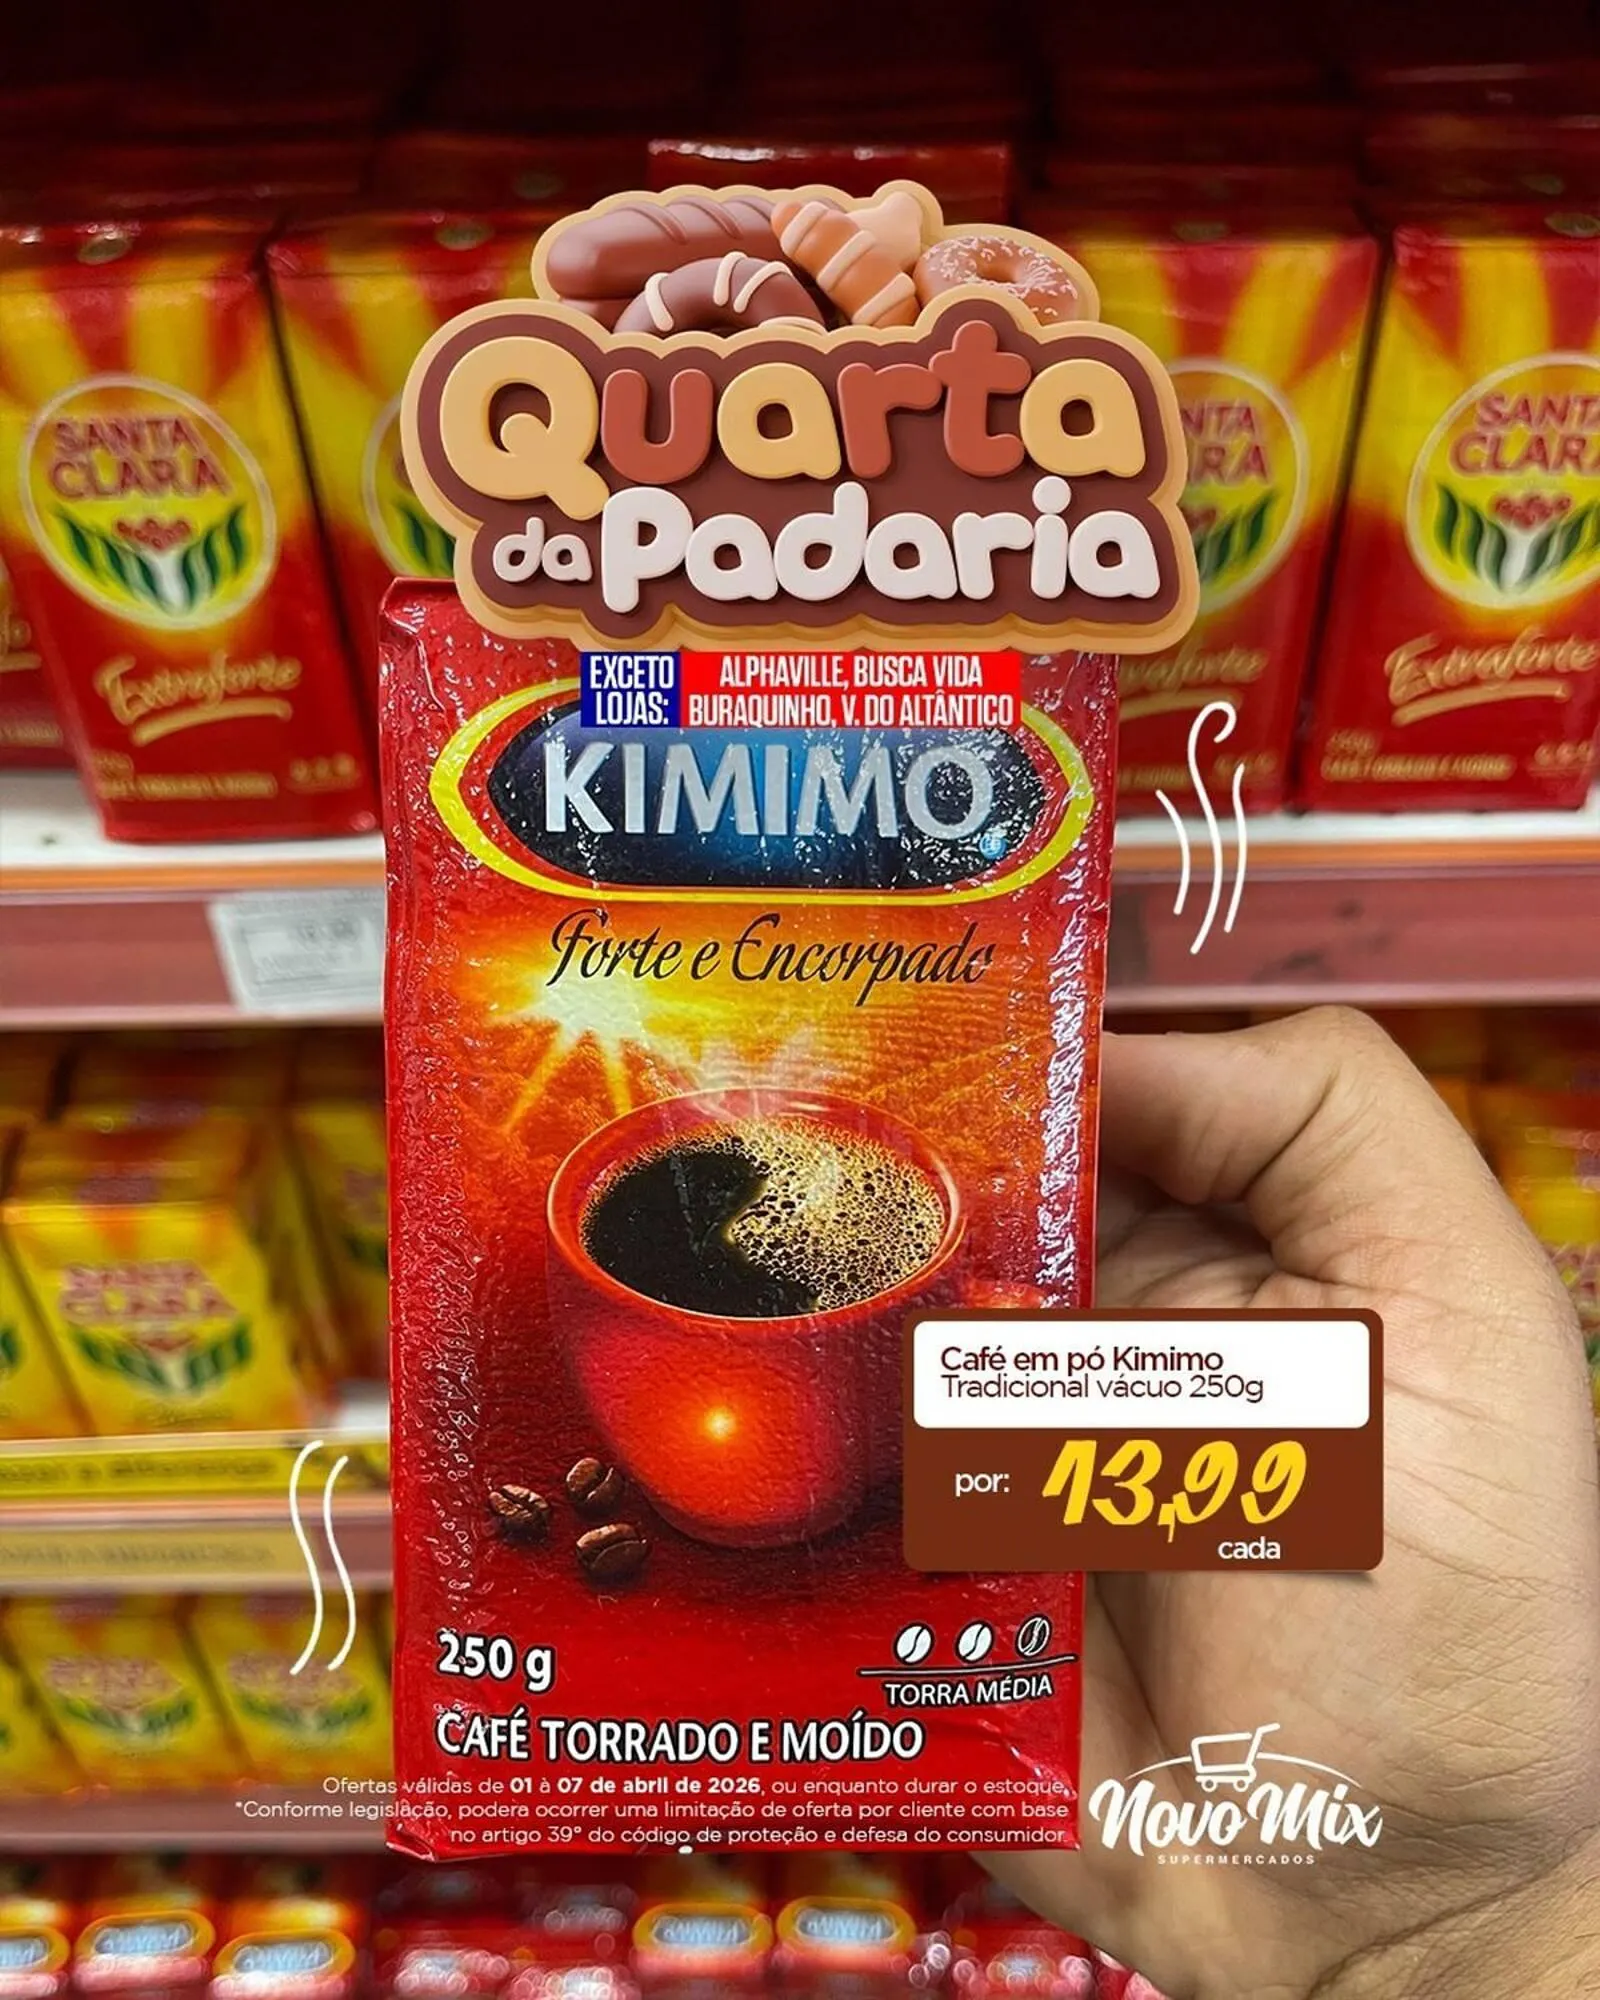 Quarta
da Padaria
EXCETO
LOJAS:
ALPHAVILLE, BUSCA VIDA
BURAQUINHO, V. DO ALTÂNTICO
KIMIMO
Forte e Encorpado
SANTA
CLARA
Extraforte
SANTA
CLARA
Extraforte
Café em pó Kimimo
Tradicional vácuo 250g
por: 13,99
cada
250 g
TORRA MÉDIA
CAFÉ TORRADO E MOÍDO
Ofertas válidas de 01 à 07 de abril de 2026, ou enquanto durar o estoque.
*Conforme legislação, podera ocorrer uma limitação de oferta por cliente com base
no artigo 39° do código de proteção e defesa do consumidor.
Novo Mix
SUPERMERCADOS